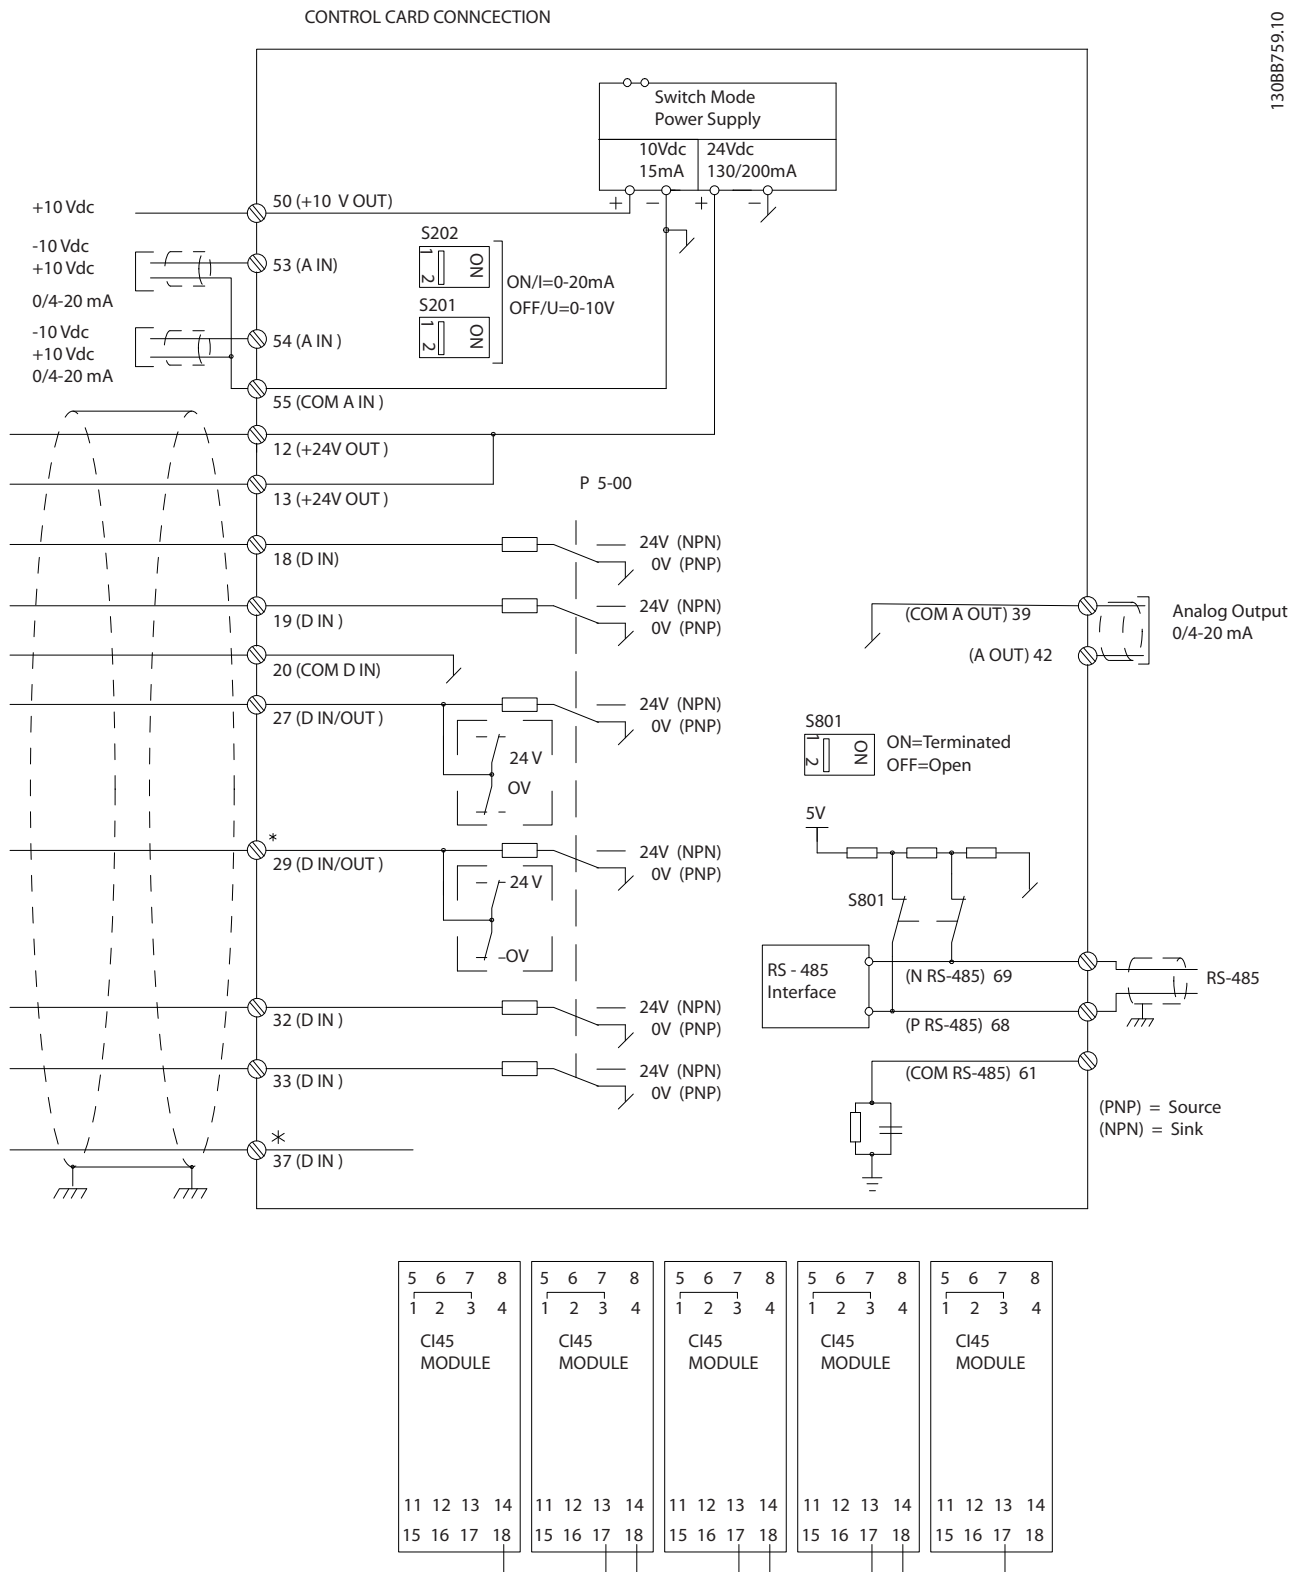 CONTROL CARD CONNCECTION
130BB759.10
Switch Mode
Power Supply
10Vdc
15mA
24Vdc
130/200mA
+ − + −
+10 Vdc
50 (+10 V OUT)
-10 Vdc
+10 Vdc
0/4-20 mA
53 (A IN)
S202
1 2 ON
S201
1 2 ON
ON/I=0-20mA
OFF/U=0-10V
-10 Vdc
+10 Vdc
0/4-20 mA
54 (A IN )
55 (COM A IN )
12 (+24V OUT )
13 (+24V OUT )
P 5-00
18 (D IN)
24V (NPN)
0V (PNP)
19 (D IN )
24V (NPN)
0V (PNP)
20 (COM D IN)
27 (D IN/OUT )
24V (NPN)
0V (PNP)
24 V
OV
*
29 (D IN/OUT )
24V (NPN)
0V (PNP)
24 V
OV
32 (D IN )
24V (NPN)
0V (PNP)
33 (D IN )
24V (NPN)
0V (PNP)
*
37 (D IN )
(COM A OUT) 39
(A OUT) 42
Analog Output
0/4-20 mA
S801
1 2 ON
ON=Terminated
OFF=Open
5V
S801
RS - 485
Interface
(N RS-485) 69
(P RS-485) 68
RS-485
(COM RS-485) 61
(PNP) = Source
(NPN) = Sink
5 6 7 8
1 2 3 4
CI45
MODULE
11 12 13 14
15 16 17 18
5 6 7 8
1 2 3 4
CI45
MODULE
11 12 13 14
15 16 17 18
5 6 7 8
1 2 3 4
CI45
MODULE
11 12 13 14
15 16 17 18
5 6 7 8
1 2 3 4
CI45
MODULE
11 12 13 14
15 16 17 18
5 6 7 8
1 2 3 4
CI45
MODULE
11 12 13 14
15 16 17 18